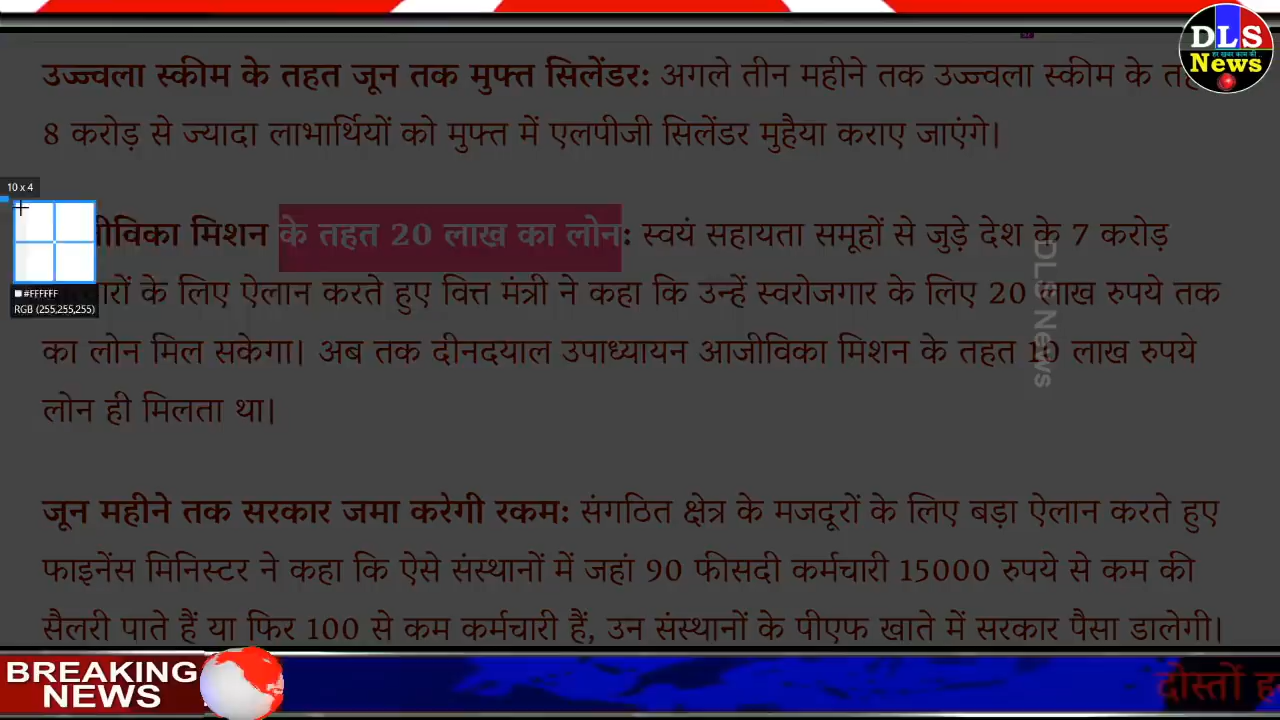 DLS
हर खबर काम की
News
उज्ज्वला स्कीम के तहत जून तक मुफ्त सिलेंडर: अगले तीन महीने तक उज्ज्वला स्कीम के
8 करोड़ से ज्यादा लाभार्थियों को मुफ्त में एलपीजी सिलेंडर मुहैया कराए जाएंगे।
10 x 4
मिशन के तहत 20 लाख का लोन: स्वयं सहायता समूहों से जुड़े देश के 7 करोड़
#FFFFFF
RGB (255,255,255)
के लिए ऐलान करते हुए वित्त मंत्री ने कहा कि उन्हें स्वरोजगार के लिए 20 लाख रुपये तक
का लोन मिल सकेगा। अब तक दीनदयाल उपाध्यायन आजीविका मिशन के तहत 10 लाख रुपये
लोन ही मिलता था।
DLS News
जून महीने तक सरकार जमा करेगी रकम: संगठित क्षेत्र के मजदूरों के लिए बड़ा ऐलान करते हुए
फाइनेंस मिनिस्टर ने कहा कि ऐसे संस्थानों में जहां 90 फीसदी कर्मचारी 15000 रुपये से कम की
सैलरी पाते हैं या फिर 100 से कम कर्मचारी हैं, उन संस्थानों के पीएफ खाते में सरकार पैसा डालेगी।
BREAKING
NEWS
दोस्तों